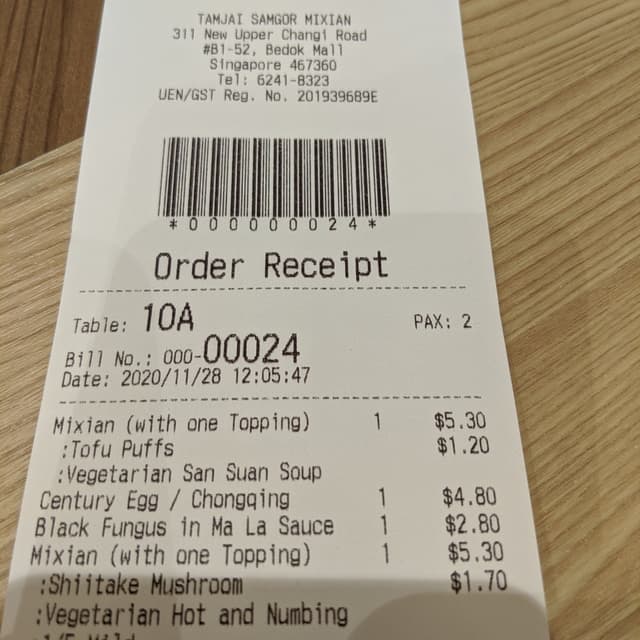 TAMJAI SAMGOR MIXIAN
311 New Upper Changi Road
#B1-52, Bedok Mall
Singapore 467360
Tel: 6241-8323
UEN/GST Reg. No. 201939689E
*000000024*
Order Receipt
Table: 10A PAX: 2
Bill No.: 000-00024
Date: 2020/11/28 12:05:47
Mixian (with one Topping) 1 $5.30
:Tofu Puffs $1.20
:Vegetarian San Suan Soup
Century Egg / Chongqing 1 $4.80
Black Fungus in Ma La Sauce 1 $2.80
Mixian (with one Topping) 1 $5.30
:Shiitake Mushroom $1.70
:Vegetarian Hot and Numbing